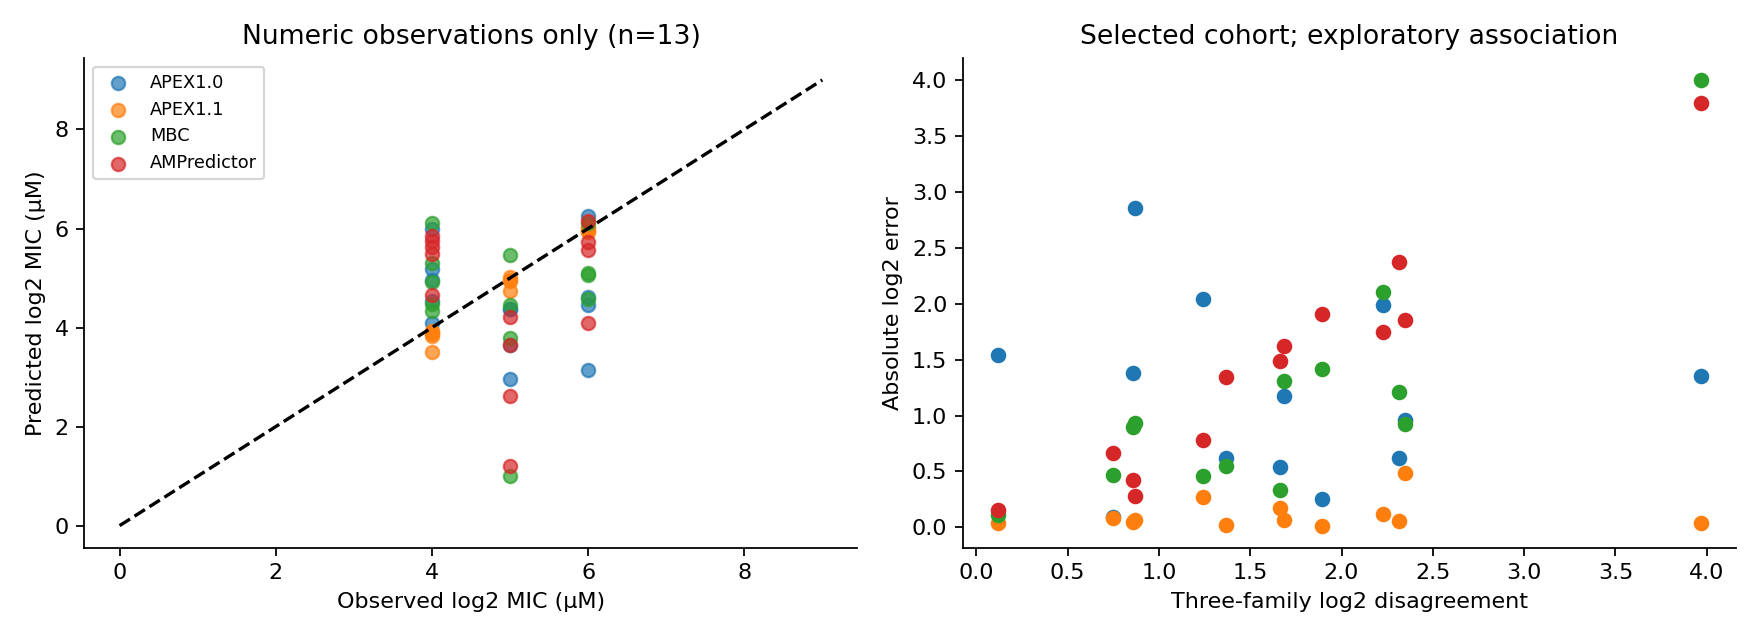 Numeric observations only (n=13)
APEX1.0
APEX1.1
MBC
AMPredictor
Predicted log2 MIC (µM)
8
6
4
2
0
0 2 4 6 8
Observed log2 MIC (µM)
Selected cohort; exploratory association
Absolute log2 error
4.0
3.5
3.0
2.5
2.0
1.5
1.0
0.5
0.0
0.0 0.5 1.0 1.5 2.0 2.5 3.0 3.5 4.0
Three-family log2 disagreement